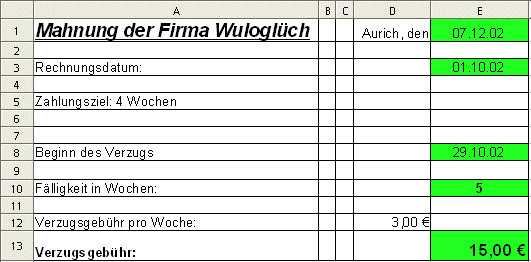 A B C D E
1 Mahnung der Firma Wuloglüch Aurich, den 07.12.02
2
3 Rechnungsdatum: 01.10.02
4
5 Zahlungsziel: 4 Wochen
6
7
8 Beginn des Verzugs 29.10.02
9
10 Fälligkeit in Wochen: 5
11
12 Verzugsgebühr pro Woche: 3,00 €
13 Verzugsgebühr: 15,00 €